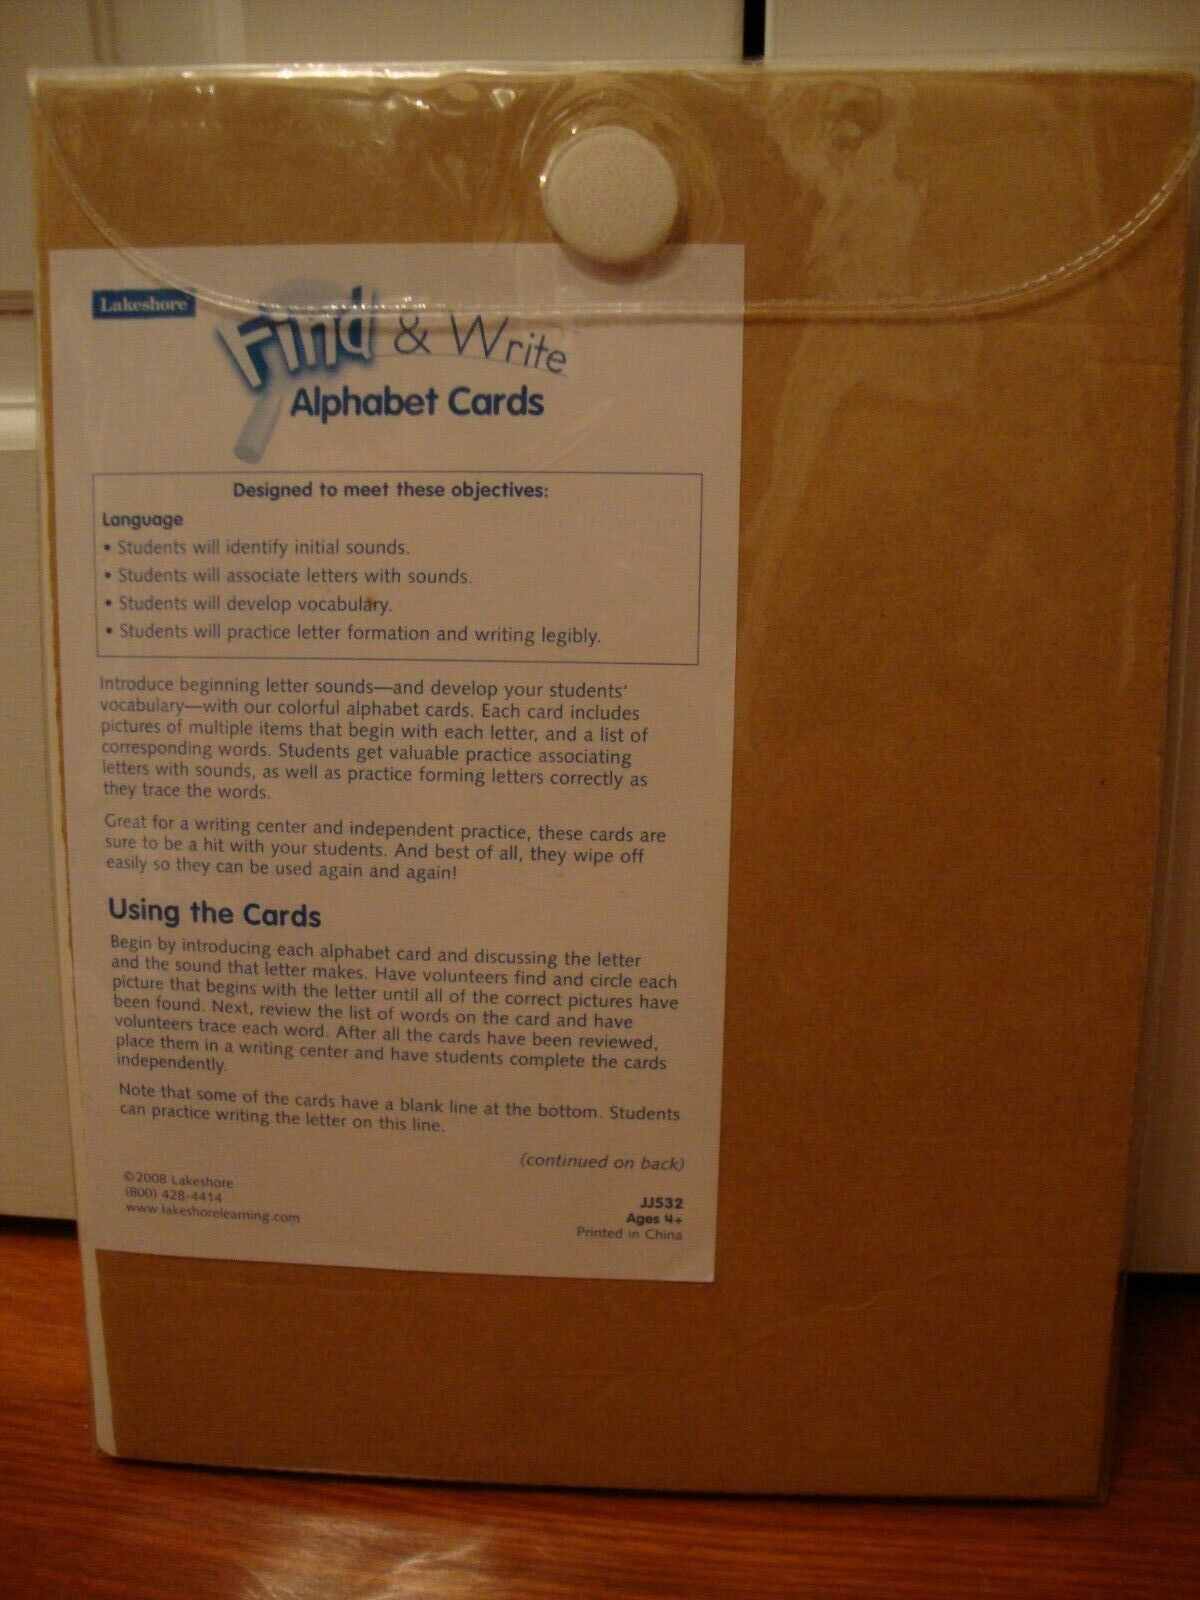 Lakeshore
Find & Write
Alphabet Cards
Designed to meet these objectives:
Language
• Students will identify initial sounds.
• Students will associate letters with sounds.
• Students will develop vocabulary.
• Students will practice letter formation and writing legibly.
Introduce beginning letter sounds—and develop your students'
vocabulary—with our colorful alphabet cards. Each card includes
pictures of multiple items that begin with each letter, and a list of
corresponding words. Students get valuable practice associating
letters with sounds, as well as practice forming letters correctly as
they trace the words.
Great for a writing center and independent practice, these cards are
sure to be a hit with your students. And best of all, they wipe off
easily so they can be used again and again!
Using the Cards
Begin by introducing each alphabet card and discussing the letter
and the sound that letter makes. Have volunteers find and circle each
picture that begins with the letter until all of the correct pictures have
been found. Next, review the list of words on the card and have
volunteers trace each word. After all the cards have been reviewed,
place them in a writing center and have students complete the cards
independently.
Note that some of the cards have a blank line at the bottom. Students
can practice writing the letter on this line.
(continued on back)
©2008 Lakeshore
(800) 428-4414
www.lakeshorelearning.com
JJ532
Ages 4+
Printed in China